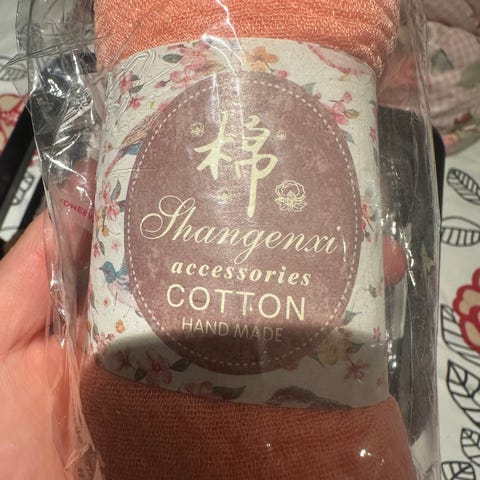 棉
Shangenxi
accessories
COTTON
HAND MADE